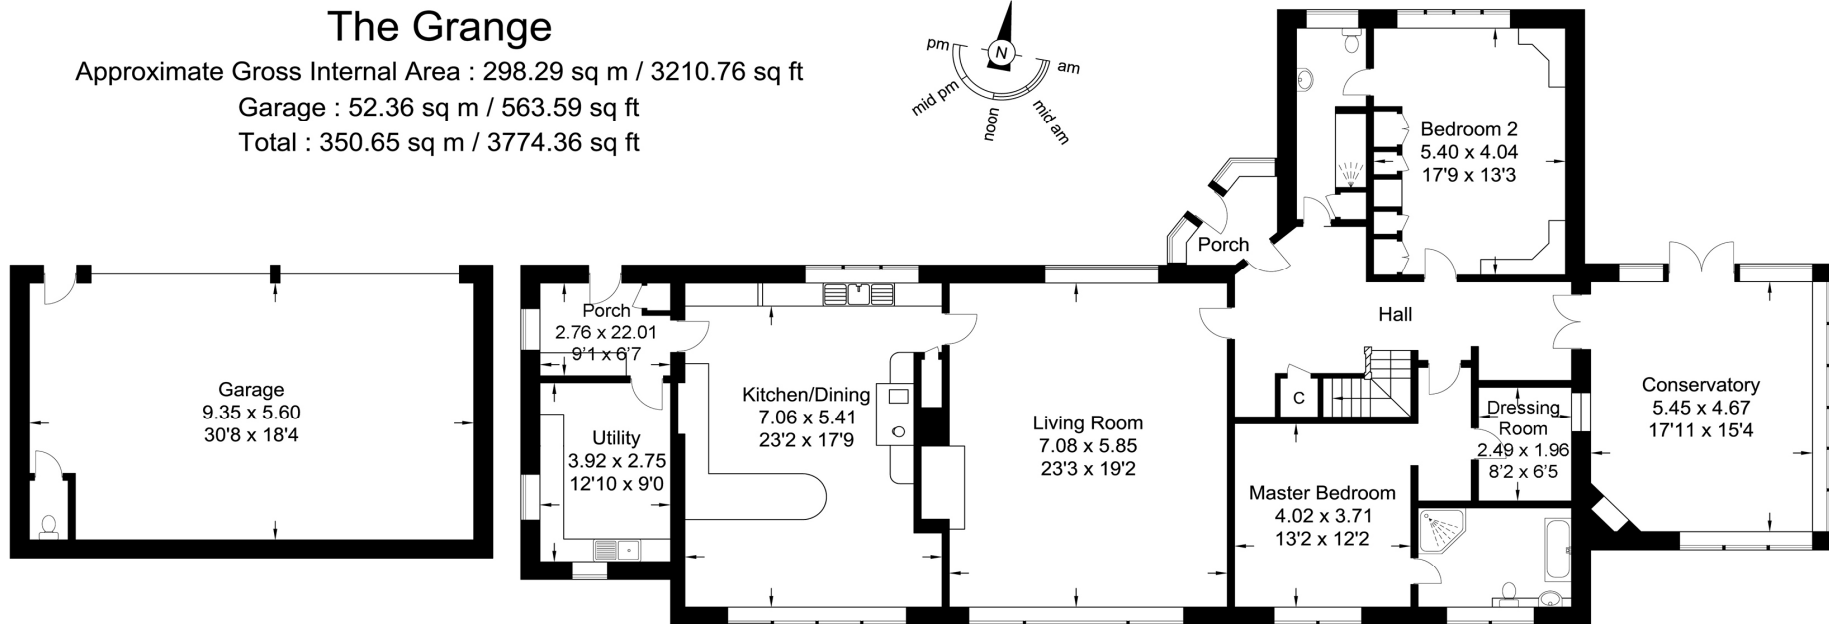 The Grange
Approximate Gross Internal Area : 298.29 sq m / 3210.76 sq ft
Garage : 52.36 sq m / 563.59 sq ft
Total : 350.65 sq m / 3774.36 sq ft
N
pm
am
mid pm
noon
mid am
Bedroom 2
5.40 x 4.04
17'9 x 13'3
Porch
Porch
2.76 x 22.01
9'1 x 6'7
Hall
Garage
9.35 x 5.60
30'8 x 18'4
Kitchen/Dining
7.06 x 5.41
23'2 x 17'9
Living Room
7.08 x 5.85
23'3 x 19'2
C
Conservatory
5.45 x 4.67
17'11 x 15'4
Dressing
Room
2.49 x 1.96
8'2 x 6'5
Utility
3.92 x 2.75
12'10 x 9'0
Master Bedroom
4.02 x 3.71
13'2 x 12'2